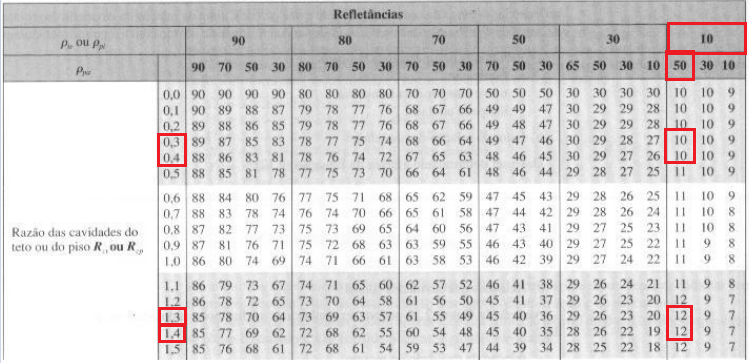 Refletâncias
ρte ou ρpi 90 80 70 50 30 10
ρpa 90 70 50 30 80 70 50 30 70 50 30 70 50 30 65 50 30 10 50 30 10
0,0 90 90 90 90 80 80 80 80 70 70 70 50 50 50 30 30 30 30 10 10 9
0,1 90 89 88 87 79 78 77 76 68 67 66 49 49 47 30 29 29 28 10 10 9
0,2 89 88 86 85 79 78 77 76 68 67 66 49 48 47 30 29 29 28 10 10 9
0,3 89 87 85 83 78 77 75 74 68 66 64 49 47 46 30 29 28 27 10 10 9
0,4 88 86 83 81 78 76 74 72 67 65 63 48 46 45 30 29 27 26 10 10 9
0,5 88 85 81 78 77 75 73 70 66 64 61 48 46 44 29 28 27 25 11 10 9
0,6 88 84 80 76 77 75 71 68 65 62 59 47 45 43 29 28 26 25 11 10 9
0,7 88 83 78 74 76 74 70 66 65 61 58 47 44 42 29 28 26 24 11 10 8
Razão das cavidades do 0,8 87 82 77 73 75 73 69 65 64 60 56 47 43 41 29 27 25 23 11 10 8
teto ou do piso Rct ou Rcp 0,9 87 81 76 71 75 72 68 63 63 59 55 46 43 40 29 27 25 22 11 9 8
1,0 86 80 74 69 74 71 66 61 63 58 53 46 42 39 29 27 24 22 11 9 8
1,1 86 79 73 67 74 71 65 60 62 57 52 46 41 38 29 26 24 21 11 9 8
1,2 86 78 72 65 73 70 64 58 61 56 50 45 41 37 29 26 23 20 12 9 7
1,3 85 78 70 64 73 69 63 57 61 55 49 45 40 36 29 26 23 20 12 9 7
1,4 85 77 69 62 72 68 62 55 60 54 48 45 40 35 28 26 22 19 12 9 7
1,5 85 76 68 61 72 68 61 54 59 53 47 44 39 34 28 25 22 18 12 9 7